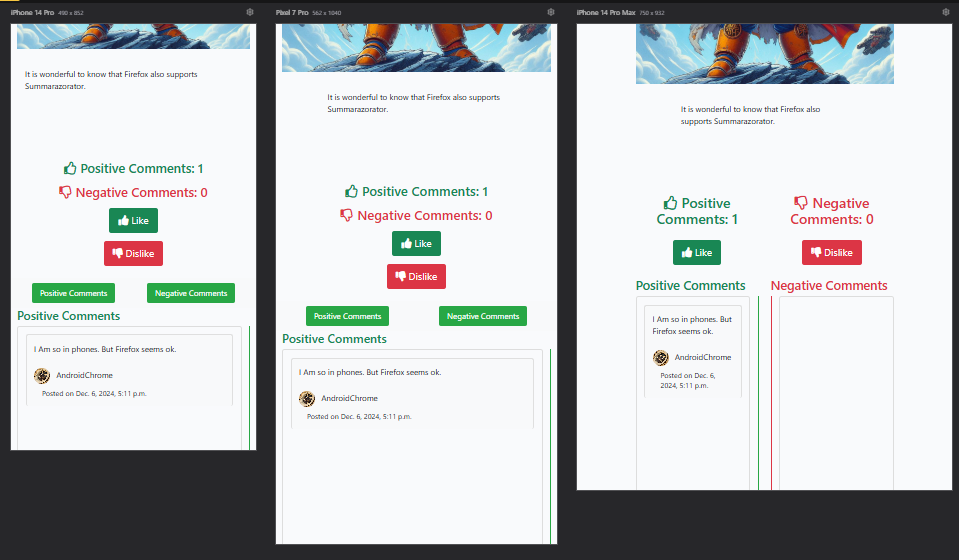 iPhone 14 Pro 490 x 852
It is wonderful to know that Firefox also supports
Summarazorator.
Positive Comments: 1
Negative Comments: 0
Like
Dislike
Positive Comments
Negative Comments
Positive Comments
I Am so in phones. But Firefox seems ok.
AndroidChrome
Posted on Dec. 6, 2024, 5:11 p.m.
Pixel 7 Pro 562 x 1040
It is wonderful to know that Firefox also supports
Summarazorator.
Positive Comments: 1
Negative Comments: 0
Like
Dislike
Positive Comments
Negative Comments
Positive Comments
I Am so in phones. But Firefox seems ok.
AndroidChrome
Posted on Dec. 6, 2024, 5:11 p.m.
iPhone 14 Pro Max 750 x 932
It is wonderful to know that Firefox also
supports Summarazorator.
Positive
Comments: 1
Negative
Comments: 0
Like
Dislike
Positive Comments
Negative Comments
I Am so in phones. But
Firefox seems ok.
AndroidChrome
Posted on Dec. 6,
2024, 5:11 p.m.